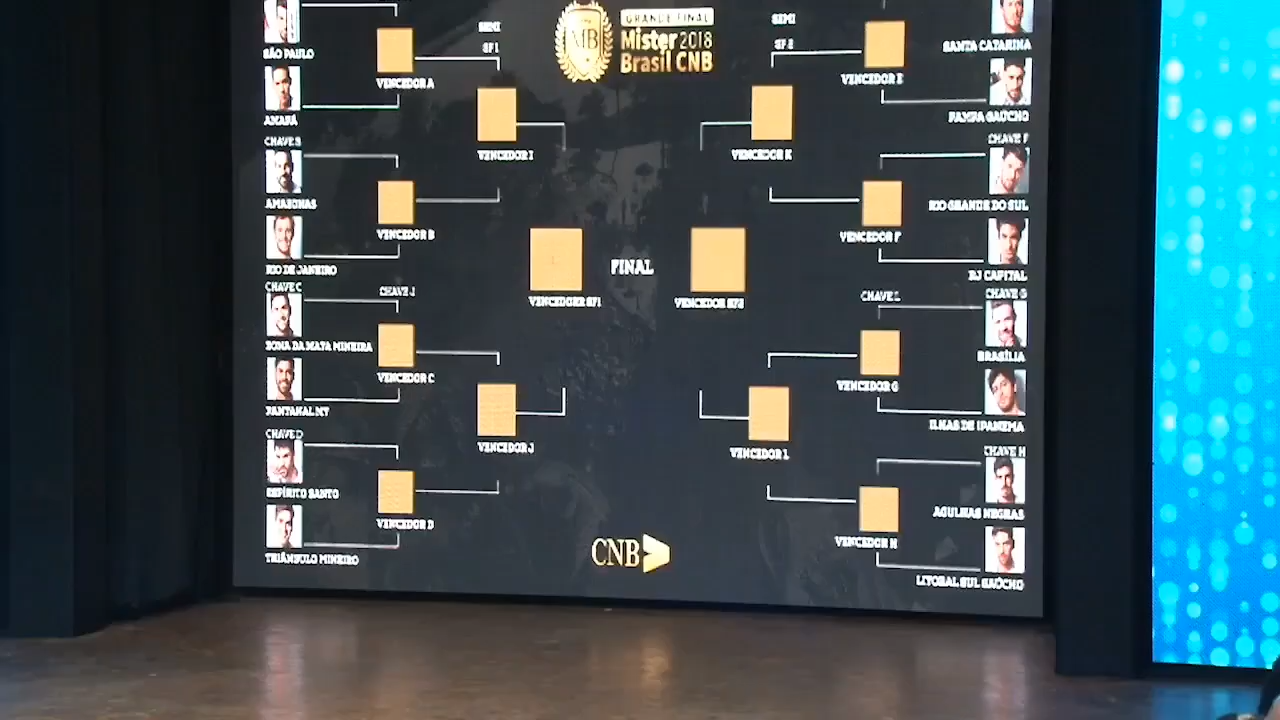 SÃO PAULO
AMAPÁ
CHAVE B
AMAZONAS
RIO DE JANEIRO
CHAVE C
ZONA DA MATA MINEIRA
PANTANAL MT
CHAVE D
ESPÍRITO SANTO
TRIÂNGULO MINEIRO
VENCEDOR A
VENCEDOR B
CHAVE J
VENCEDOR C
VENCEDOR D
SEMI
SF 1
VENCEDOR I
VENCEDOR J
MB
GRANDE FINAL
Mister 2018
Brasil CNB
VENCEDOR SF1
FINAL
VENCEDOR SF2
CNB
SEMI
SF 2
VENCEDOR K
VENCEDOR L
VENCEDOR E
VENCEDOR F
CHAVE L
VENCEDOR G
VENCEDOR H
SANTA CATARINA
PAMPA GAÚCHO
CHAVE F
RIO GRANDE DO SUL
RJ CAPITAL
CHAVE G
BRASÍLIA
ILHAS DE IPANEMA
CHAVE H
AGULHAS NEGRAS
LITORAL SUL GAÚCHO